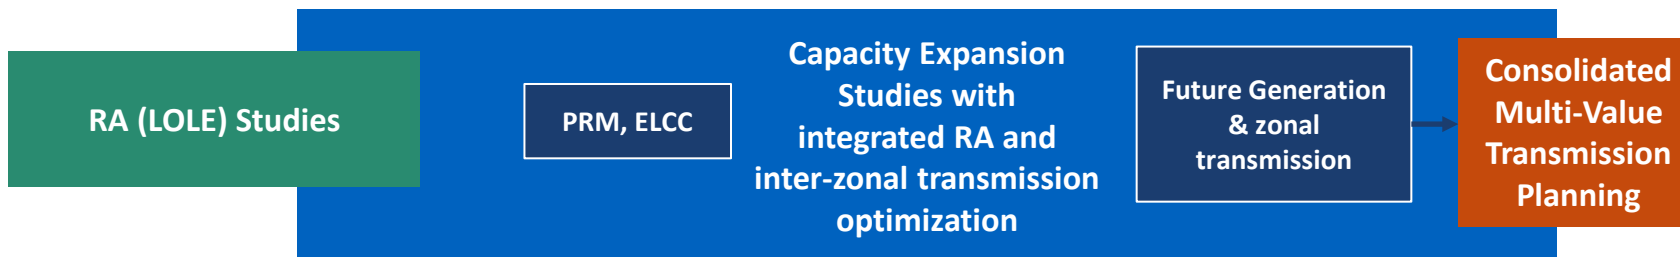 RA (LOLE) Studies
PRM, ELCC
Capacity Expansion
Studies with
integrated RA and
inter-zonal transmission
optimization
Future Generation
& zonal
transmission
Consolidated
Multi-Value
Transmission
Planning